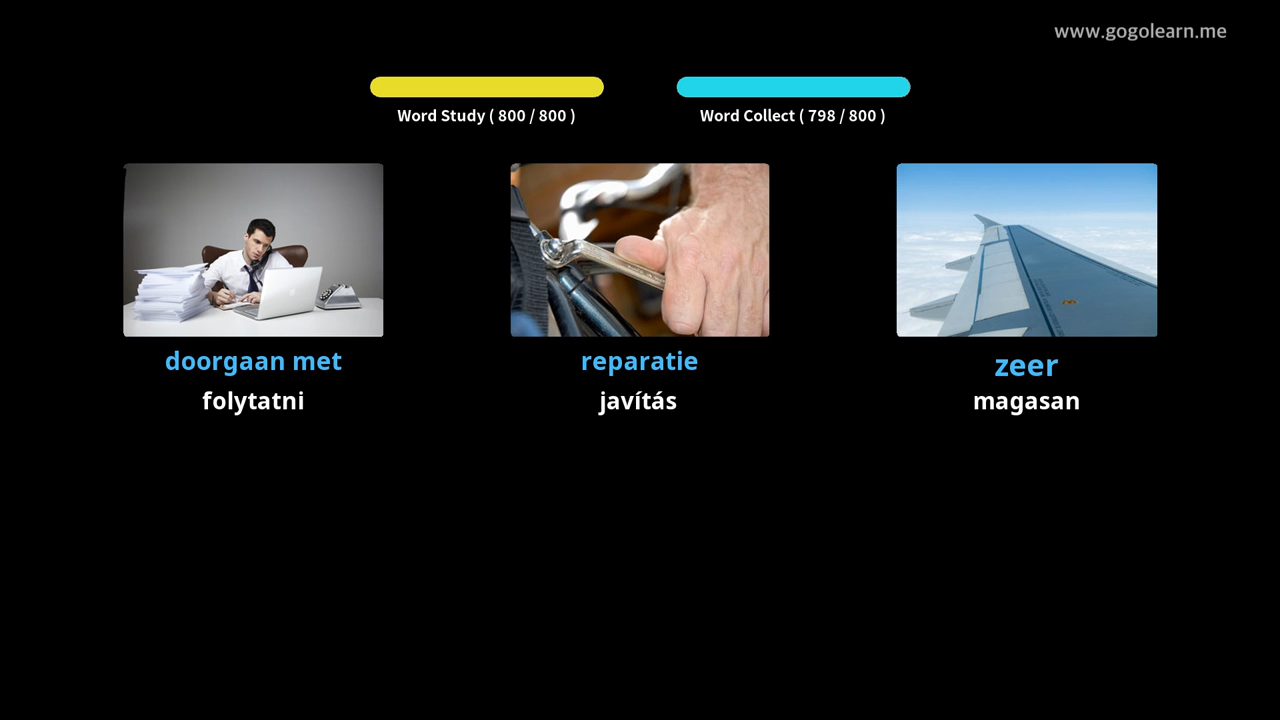 www.gogolearn.me
Word Study ( 800 / 800 )
Word Collect ( 798 / 800 )
doorgaan met
folytatni
reparatie
javítás
zeer
magasan